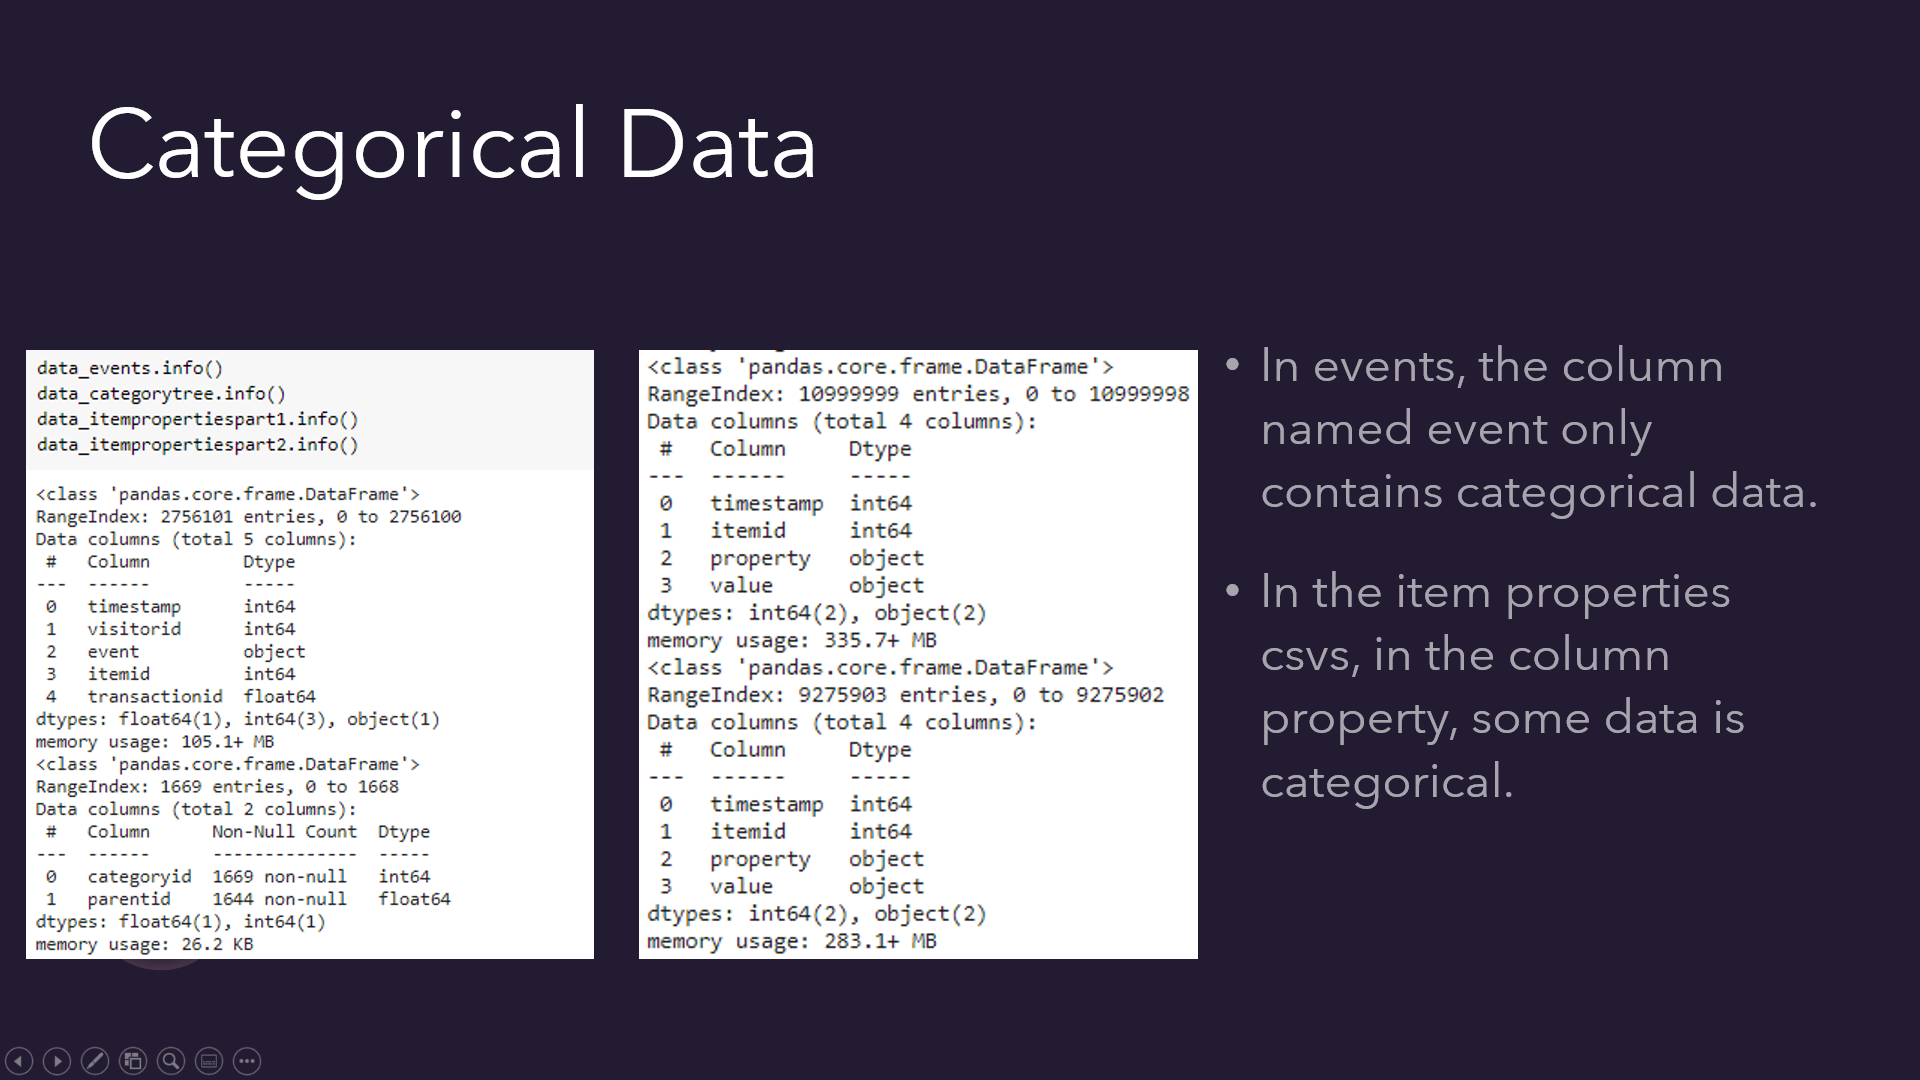 Categorical Data
data_events.info()
data_categorytree.info()
data_itempropertiespart1.info()
data_itempropertiespart2.info()
<class 'pandas.core.frame.DataFrame'>
RangeIndex: 2756101 entries, 0 to 2756100
Data columns (total 5 columns):
 #   Column         Dtype
---  ------         -----
 0   timestamp      int64
 1   visitorid      int64
 2   event          object
 3   itemid         int64
 4   transactionid  float64
dtypes: float64(1), int64(3), object(1)
memory usage: 105.1+ MB
<class 'pandas.core.frame.DataFrame'>
RangeIndex: 1669 entries, 0 to 1668
Data columns (total 2 columns):
 #   Column      Non-Null Count  Dtype
---  ------      --------------  -----
 0   categoryid  1669 non-null   int64
 1   parentid    1644 non-null   float64
dtypes: float64(1), int64(1)
memory usage: 26.2 KB
<class 'pandas.core.frame.DataFrame'>
RangeIndex: 10999999 entries, 0 to 10999998
Data columns (total 4 columns):
 #   Column     Dtype
---  ------     -----
 0   timestamp  int64
 1   itemid     int64
 2   property   object
 3   value      object
dtypes: int64(2), object(2)
memory usage: 335.7+ MB
<class 'pandas.core.frame.DataFrame'>
RangeIndex: 9275903 entries, 0 to 9275902
Data columns (total 4 columns):
 #   Column     Dtype
---  ------     -----
 0   timestamp  int64
 1   itemid     int64
 2   property   object
 3   value      object
dtypes: int64(2), object(2)
memory usage: 283.1+ MB
• In events, the column
named event only
contains categorical data.
• In the item properties
csvs, in the column
property, some data is
categorical.